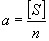 a = [S] / n